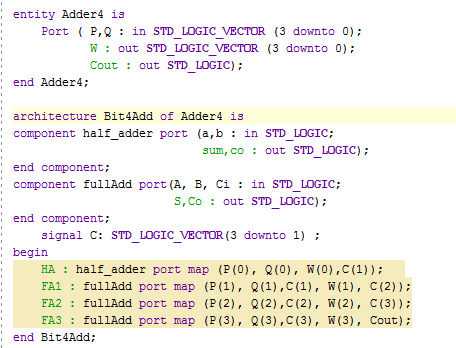 entity Adder4 is
Port ( P,Q : in STD_LOGIC_VECTOR (3 downto 0);
W : out STD_LOGIC_VECTOR (3 downto 0);
Cout : out STD_LOGIC);
end Adder4;
architecture Bit4Add of Adder4 is
component half_adder port (a,b : in STD_LOGIC;
sum,co : out STD_LOGIC);
end component;
component fullAdd port(A, B, Ci : in STD_LOGIC;
S,Co : out STD_LOGIC);
end component;
signal C: STD_LOGIC_VECTOR(3 downto 1) ;
begin
HA : half_adder port map (P(0), Q(0), W(0),C(1));
FA1 : fullAdd port map (P(1), Q(1),C(1), W(1), C(2));
FA2 : fullAdd port map (P(2), Q(2),C(2), W(2), C(3));
FA3 : fullAdd port map (P(3), Q(3),C(3), W(3), Cout);
end Bit4Add;